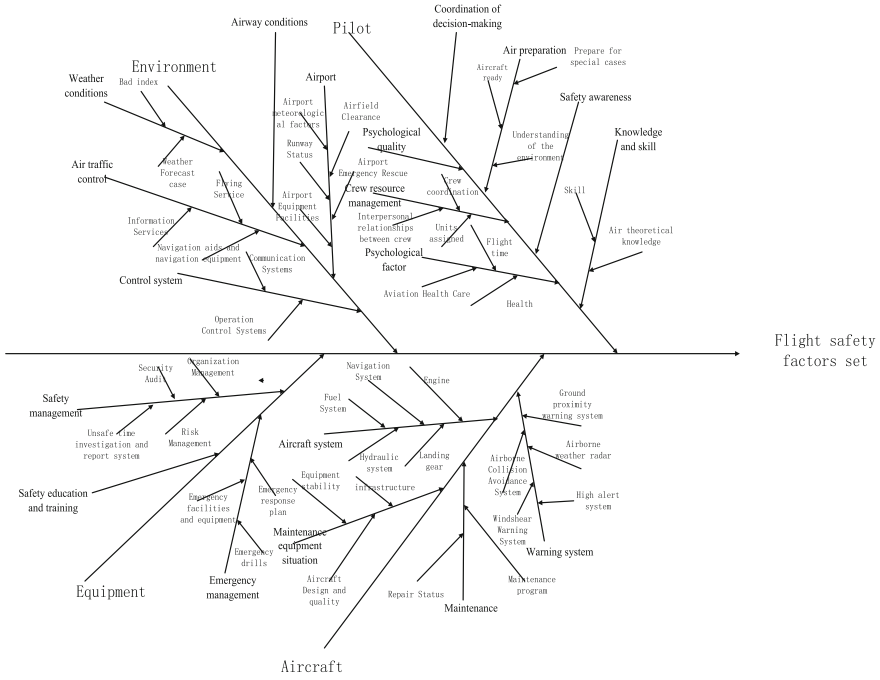 Coordination of
decision-making
Airway conditions
Pilot
Air preparation
Prepare for
special cases
Environment
Aircraft
ready
Weather
conditions
Bad index
Airport
Safety awareness
Airport
meteorologic
al factors
Airfield
Clearance
Psychological
quality
Understanding
of the
environment
Knowledge
and skill
Runway
Status
Weather
Forecast
case
Air traffic
control
Airport
Emergency Rescue
Flying
Service
Crew
coordination
Crew resource
management
Skill
Airport
Equipment
Facilities
Information
Services
Interpersonal
relationships
between crew
Units
assigned
Air theoretical
knowledge
Flight
time
Navigation aids and
navigation equipment
Communication
Systems
Psychological
factor
Control system
Aviation Health Care
Health
Operation
Control Systems
Flight safety
factors set
Security
Audit
Organization
Management
Navigation
System
Engine
Safety
management
Fuel
System
Ground
proximity
warning system
Unsafe time
investigation and
report system
Risk
Management
Aircraft system
Airborne
weather radar
Hydraulic
system
Landing
gear
Airborne
Collision
Avoidance
System
Equipment
stability
infrastructure
Safety education
and training
Emergency
facilities
and equipment
Emergency
response
plan
High alert
system
Windshear
Warning
System
Maintenance
equipment
situation
Emergency
drills
Warning system
Equipment
Emergency
management
Aircraft
Design and
quality
Repair Status
Maintenance
program
Maintenance
Aircraft